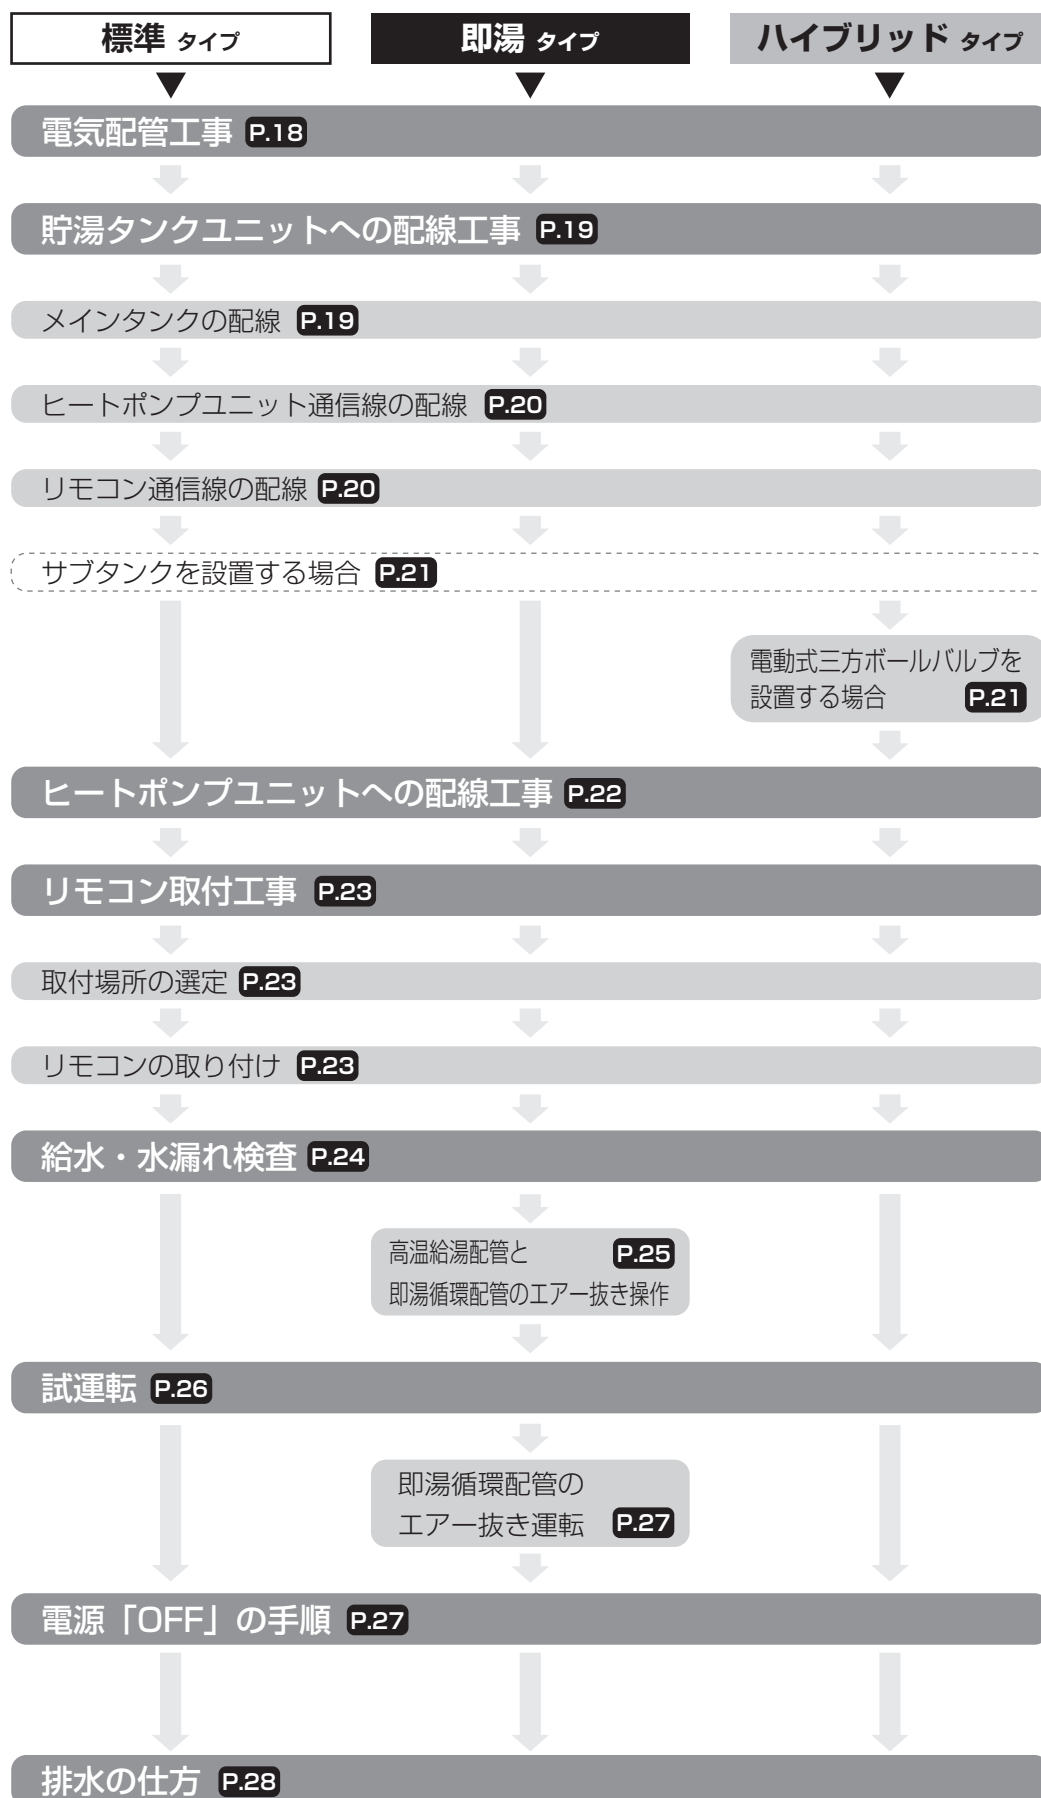 標準 タイプ
即湯 タイプ
ハイブリッド タイプ
電気配管工事 P.18
貯湯タンクユニットへの配線工事 P.19
メインタンクの配線 P.19
ヒートポンプユニット通信線の配線 P.20
リモコン通信線の配線 P.20
サブタンクを設置する場合 P.21
電動式三方ボールバルブを
設置する場合 P.21
ヒートポンプユニットへの配線工事 P.22
リモコン取付工事 P.23
取付場所の選定 P.23
リモコンの取り付け P.23
給水・水漏れ検査 P.24
高温給湯配管と P.25
即湯循環配管のエアー抜き操作
試運転 P.26
即湯循環配管の
エアー抜き運転 P.27
電源「OFF」の手順 P.27
排水の仕方 P.28